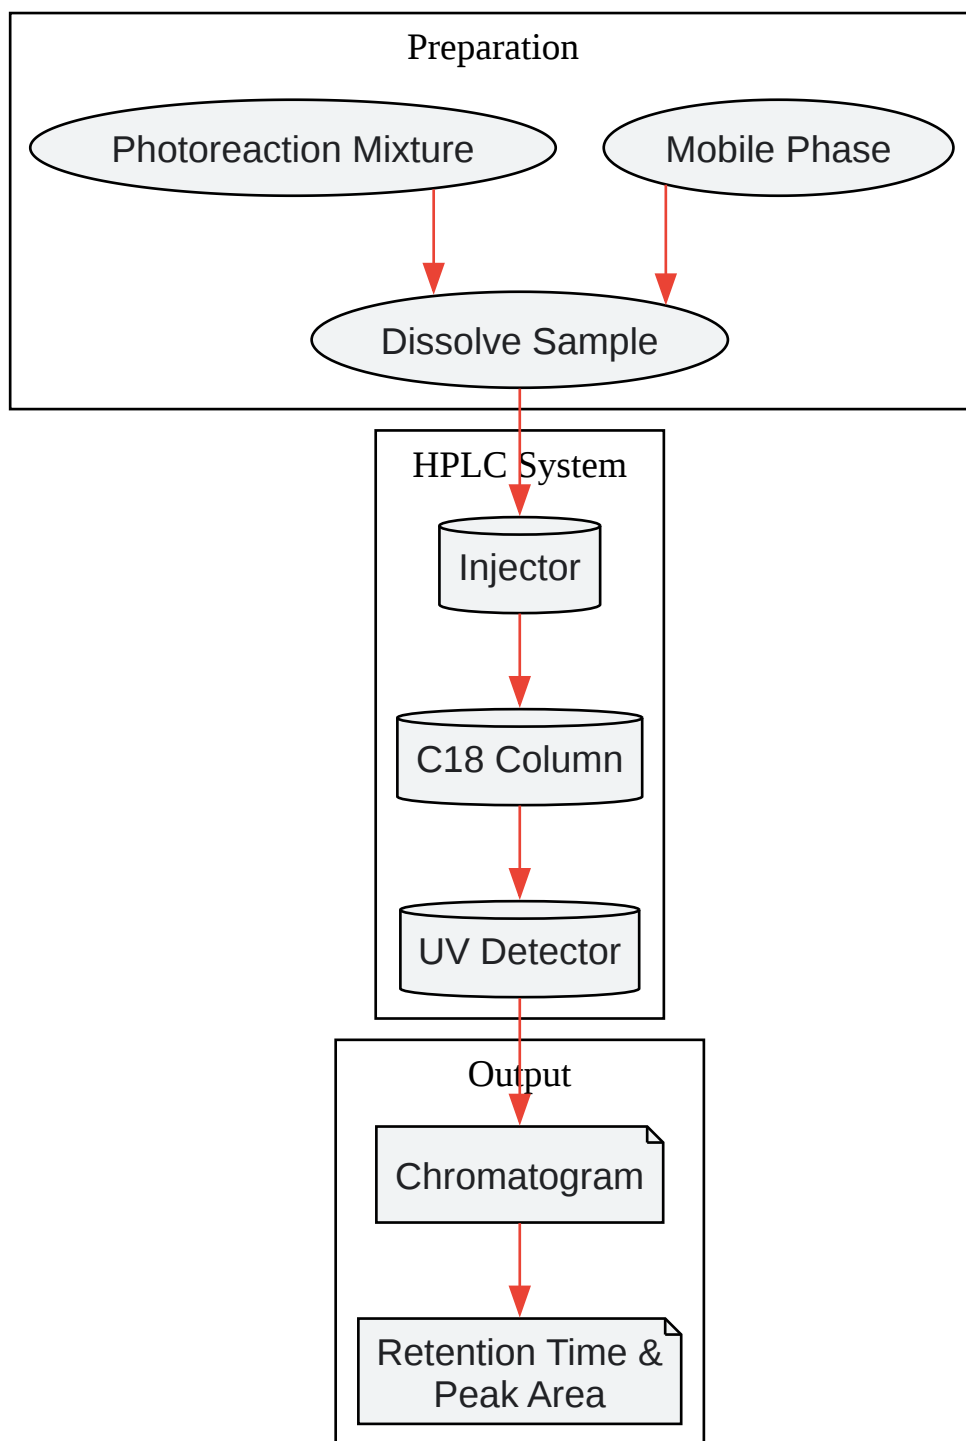 Preparation
Photoreaction Mixture
Mobile Phase
Dissolve Sample
HPLC System
Injector
C18 Column
UV Detector
Output
Chromatogram
Retention Time &
Peak Area